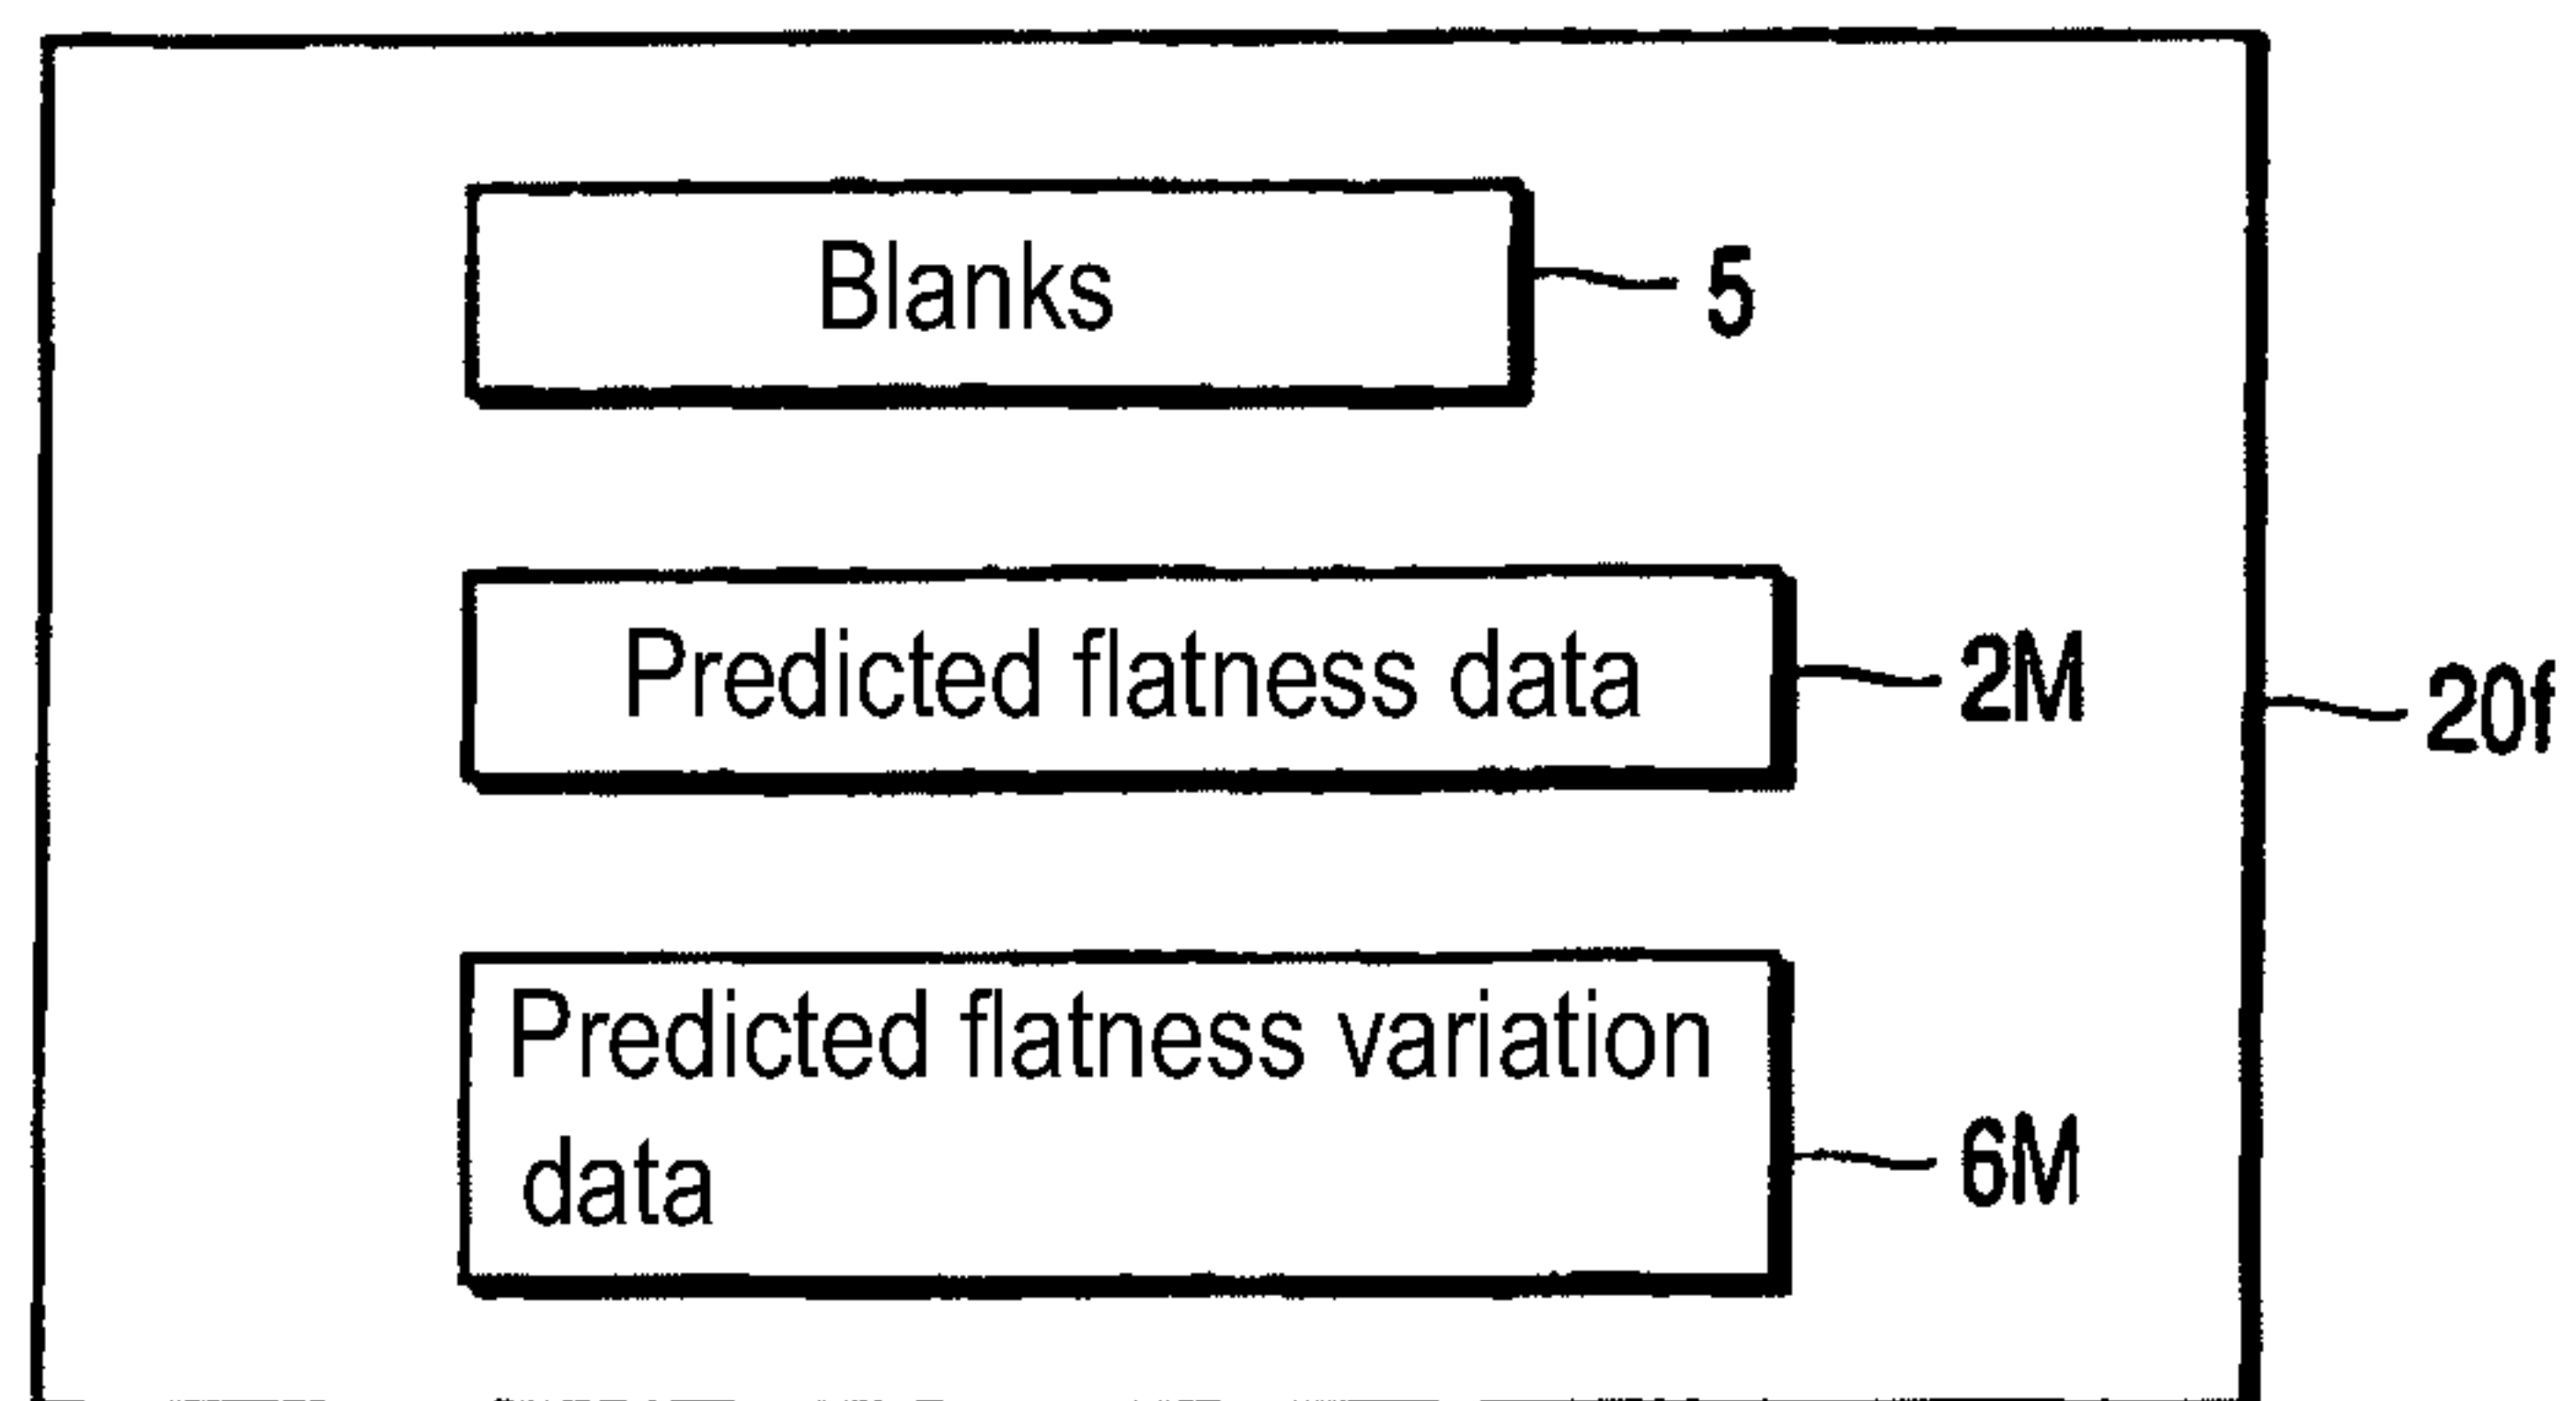 Blanks
5
Predicted flatness data
2M
20f
Predicted flatness variation
data
6M